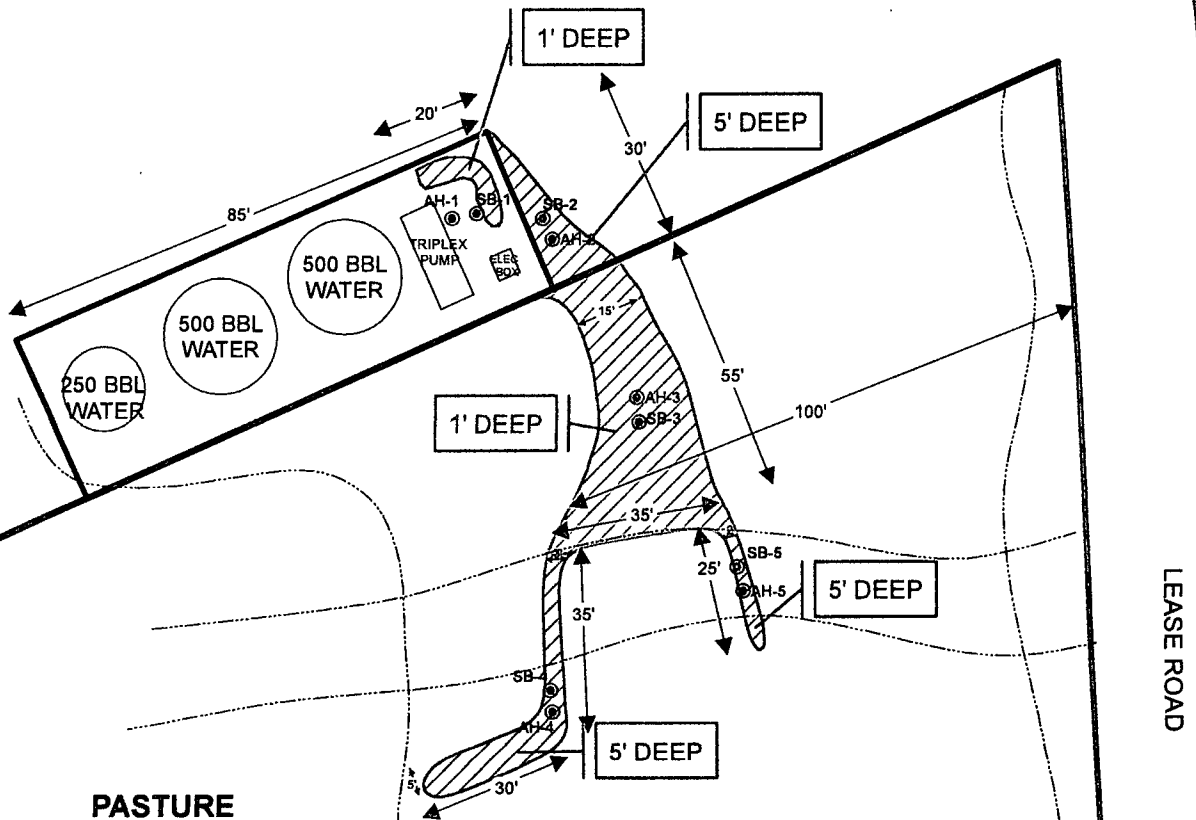 1' DEEP
20'
5' DEEP
30'
85'
AH-1
SB-1
SB-2
AH-2
TRIPLEX
PUMP
ELEC
BOX
500 BBL
WATER
500 BBL
WATER
250 BBL
WATER
15'
55'
AH-3
SB-3
100'
1' DEEP
35'
SB-5
25'
AH-5
5' DEEP
35'
SB-4
AH-4
5' DEEP
5'
30'
LEASE ROAD
PASTURE